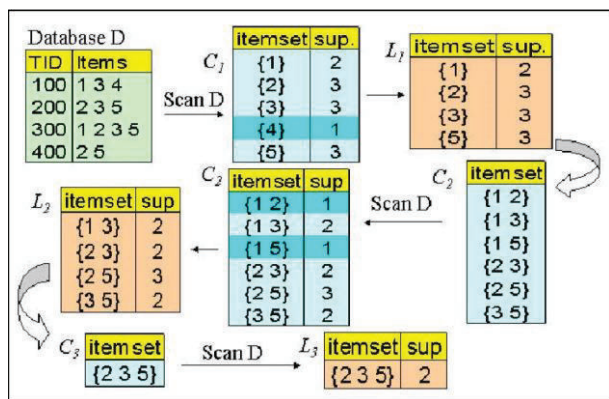 Database D
TID Items
100 1 3 4
200 2 3 5
300 1 2 3 5
400 2 5
Scan D
C1
itemset sup.
{1} 2
{2} 3
{3} 3
{4} 1
{5} 3
L1
itemset sup.
{1} 2
{2} 3
{3} 3
{5} 3
C2
itemset
{1 2}
{1 3}
{1 5}
{2 3}
{2 5}
{3 5}
Scan D
C2
itemset sup
{1 2} 1
{1 3} 2
{1 5} 1
{2 3} 2
{2 5} 3
{3 5} 2
L2
itemset sup
{1 3} 2
{2 3} 2
{2 5} 3
{3 5} 2
C3
itemset
{2 3 5}
Scan D
L3
itemset sup
{2 3 5} 2